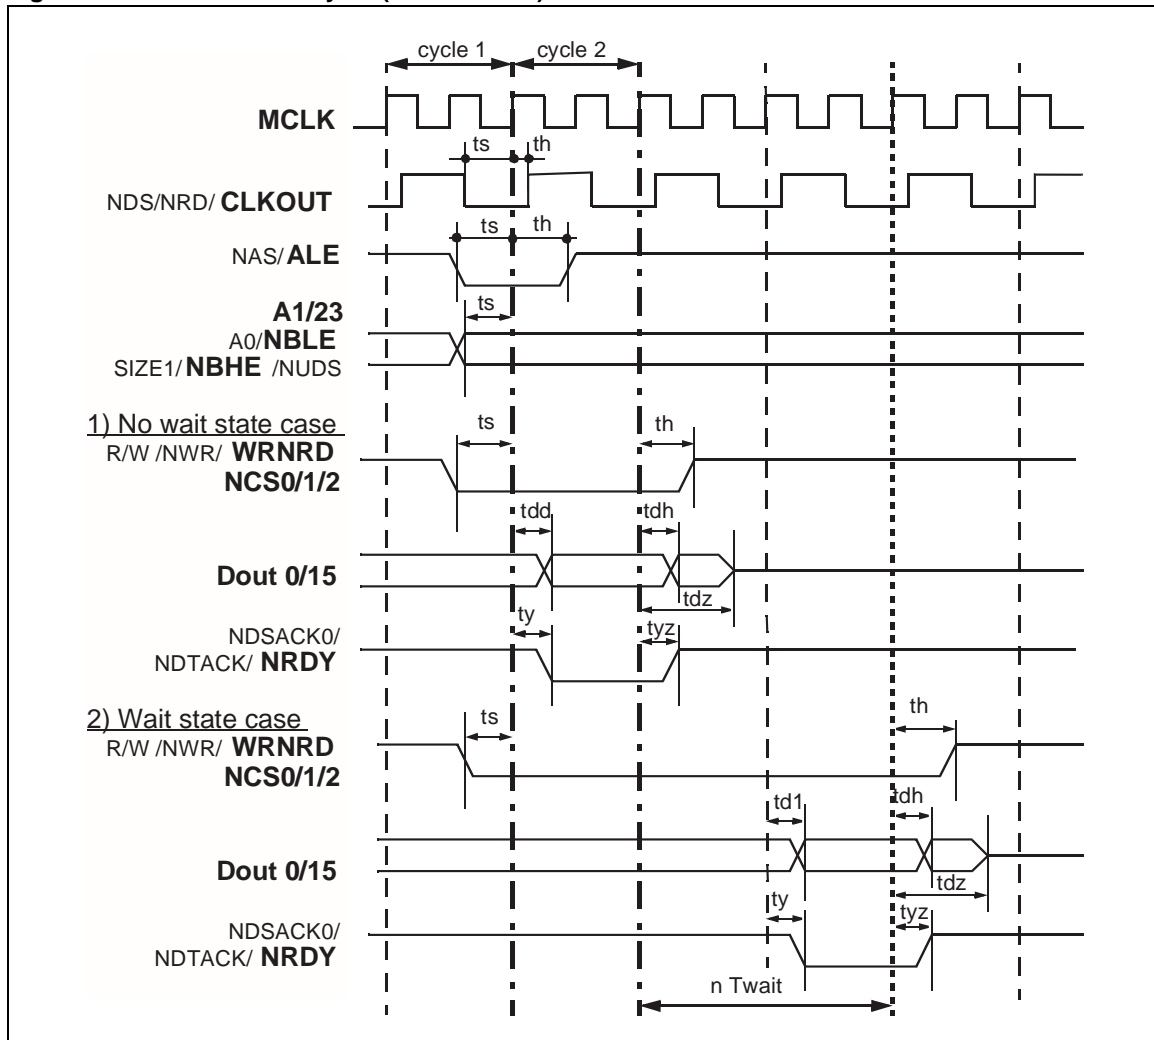 cycle 1 cycle 2
MCLK
ts th
NDS/NRD/ CLKOUT
ts th
NAS/ALE
ts
A1/23
A0/NBLE
SIZE1/NBHE /NUDS
1) No wait state case
ts th
R/W /NWR/ WRNRD
NCS0/1/2
tdd tdh
Dout 0/15
tdz
ty
tyz
NDSACK0/
NDTACK/ NRDY
2) Wait state case
ts th
R/W /NWR/ WRNRD
NCS0/1/2
td1 tdh
Dout 0/15
tdz
ty tyz
NDSACK0/
NDTACK/ NRDY
n Twait